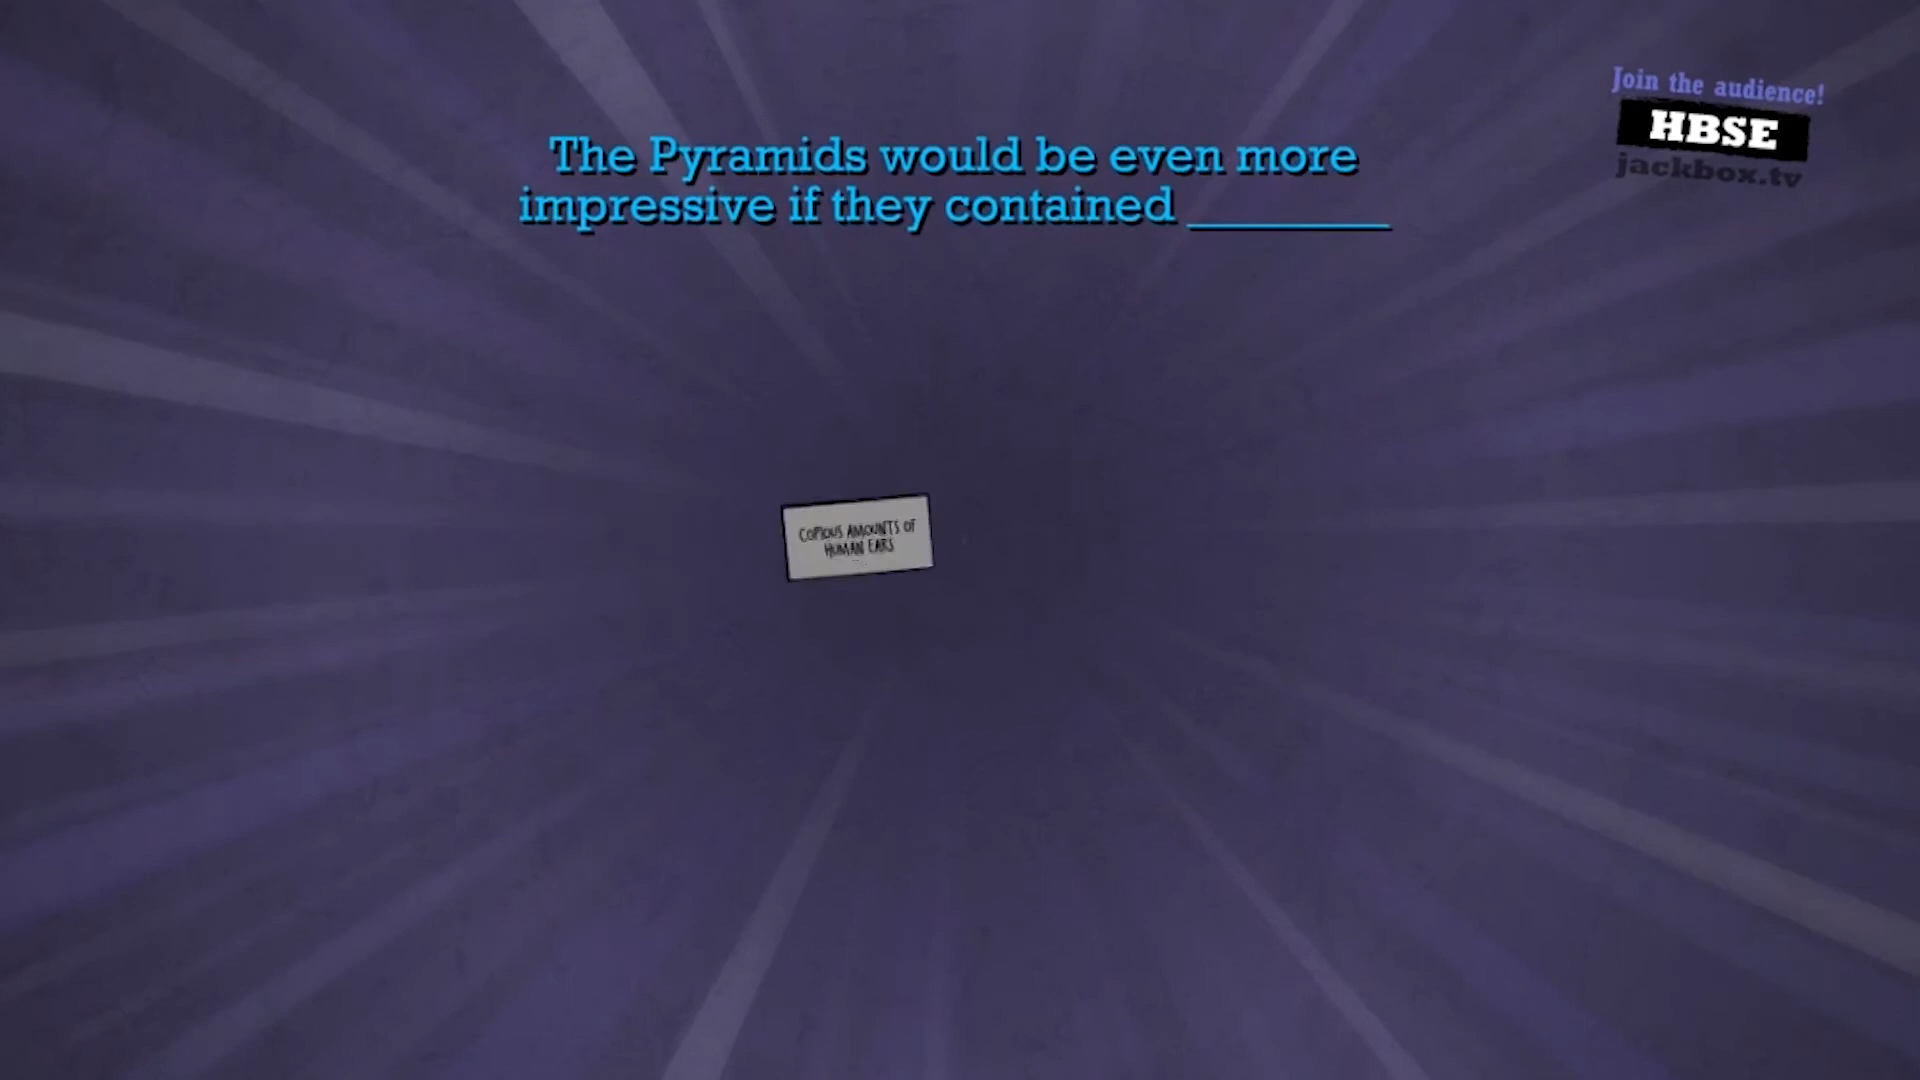 Join the audience!
HBSE
jackbox.tv
The Pyramids would be even more
impressive if they contained ________
COPIOUS AMOUNTS OF
HUMAN EARS